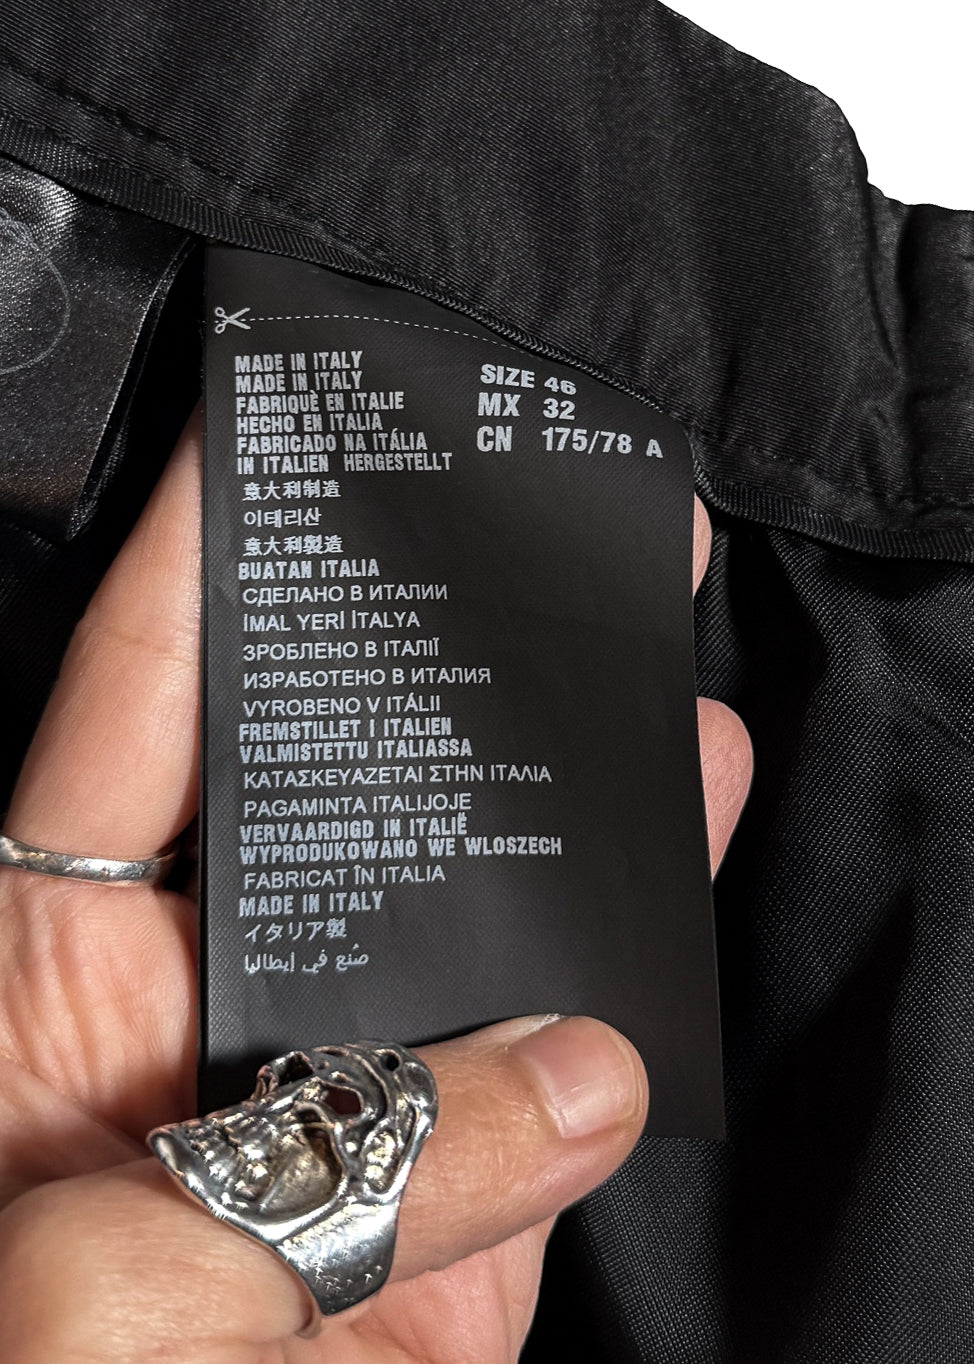 MADE IN ITALY
MADE IN ITALY
FABRIQUÈ EN ITALIE
HECHO EN ITALIA
FABRICADO NA ITÁLIA
IN ITALIEN HERGESTELLT
意大利制造
이테리산
意大利製造
BUATAN ITALIA
СДЕЛАНО В ИТАЛИИ
İMAL YERİ İTALYA
ЗРОБЛЕНО В ІТАЛІЇ
ИЗРАБОТЕНО В ИТАЛИЯ
VYROBENO V ITÁLII
FREMSTILLET I ITALIEN
VALMISTETTU ITALIASSA
ΚΑΤΑΣΚΕΥΑΖΕΤΑΙ ΣΤΗΝ ΙΤΑΛΙΑ
PAGAMINTA ITALIJOJE
VERVAARDIGD IN ITALIË
WYPRODUKOWANO WE WLOSZECH
FABRICAT ÎN ITALIA
MADE IN ITALY
イタリア製
صُنع في إيطاليا
SIZE 46
MX 32
CN 175/78 A